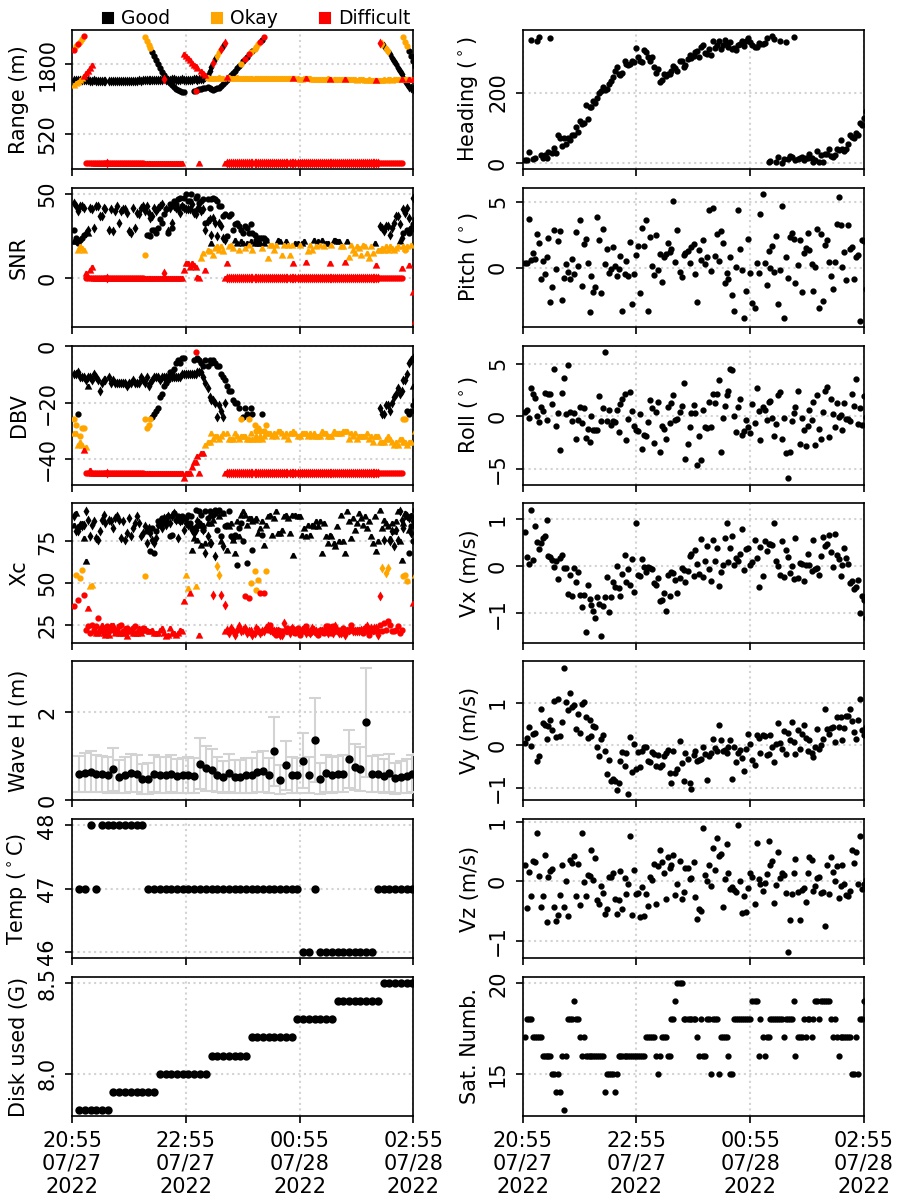 Good Okay Difficult
Range (m)
1800
520
Heading (°)
200
0
SNR
50
0
Pitch (°)
5
0
DBV
0
−20
−40
Roll (°)
5
0
−5
Xc
75
50
25
Vx (m/s)
1
0
−1
Wave H (m)
2
0
Vy (m/s)
1
0
−1
Temp (°C)
48
47
46
Vz (m/s)
1
0
−1
Disk used (G)
8.5
8.0
Sat. Numb.
20
15
20:55 22:55 00:55 02:55 20:55 22:55 00:55 02:55
07/27 07/27 07/28 07/28 07/27 07/27 07/28 07/28
2022 2022 2022 2022 2022 2022 2022 2022